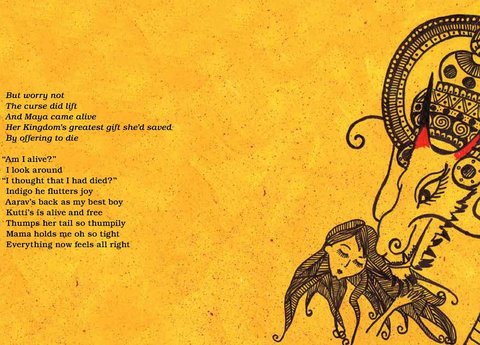 But worry not
The curse did lift
And Maya came alive
Her Kingdom's greatest gift she'd saved
By offering to die
"Am I alive?"
I look around
"I thought that I had died?"
Indigo he flutters joy
Aarav's back as my best boy
Kutti's is alive and free
Thumps her tail so thumpily
Mama holds me oh so tight
Everything now feels all right